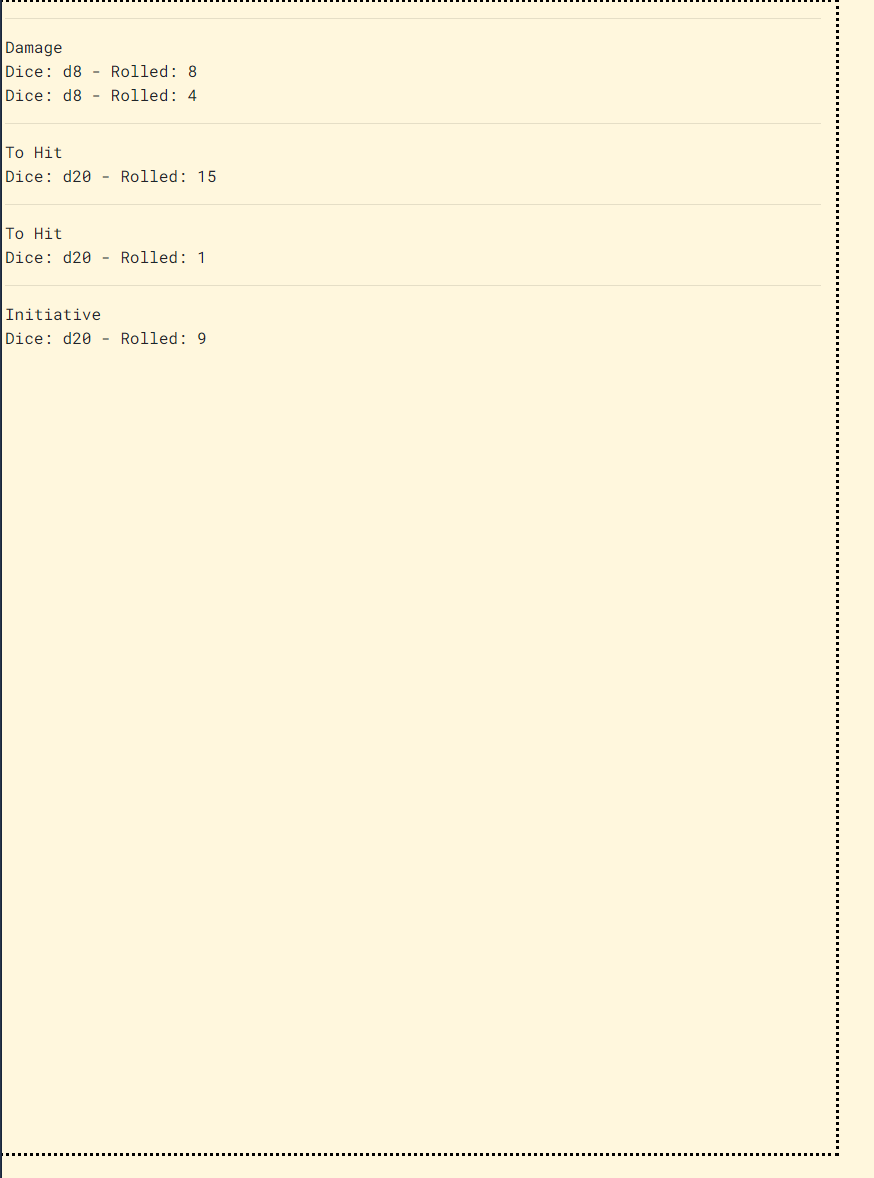 Damage
Dice: d8 - Rolled: 8
Dice: d8 - Rolled: 4
To Hit
Dice: d20 - Rolled: 15
To Hit
Dice: d20 - Rolled: 1
Initiative
Dice: d20 - Rolled: 9